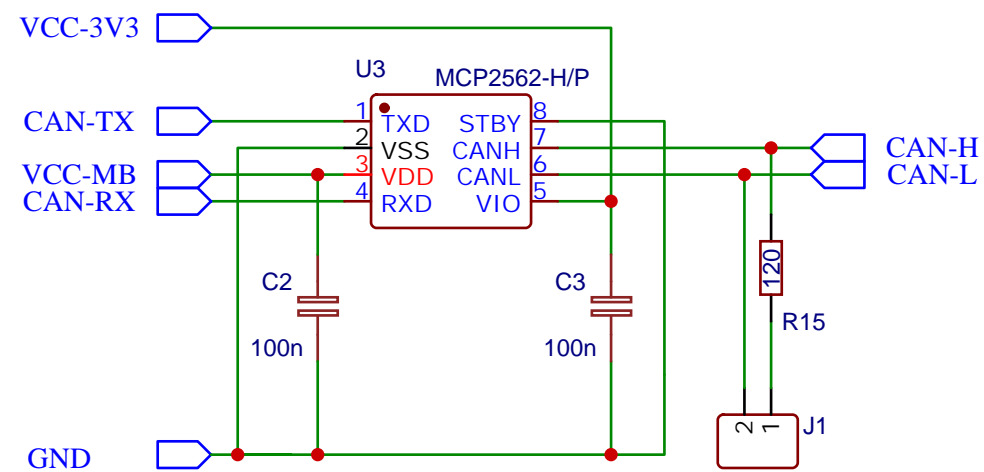 VCC-3V3
U3
MCP2562-H/P
CAN-TX
1
TXD
STBY
8
2
VSS
CANH
7
CAN-H
VCC-MB
3
VDD
CANL
6
CAN-L
CAN-RX
4
RXD
VIO
5
C2
C3
120
R15
100n
100n
2
1
J1
GND